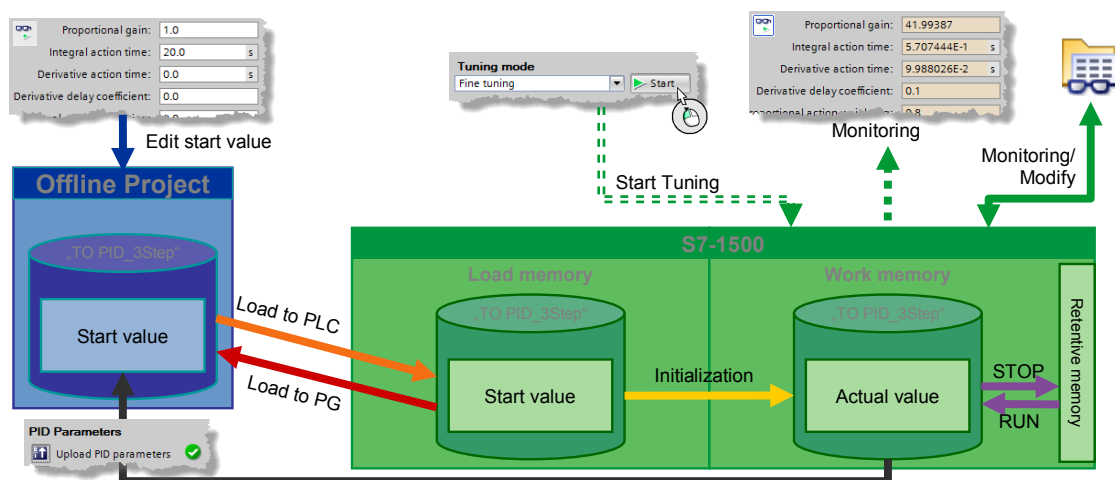 Proportional gain: 1.0
Integral action time: 20.0 s
Derivative action time: 0.0 s
Derivative delay coefficient: 0.0
Edit start value
Tuning mode
Fine tuning
Start
Proportional gain: 41.99387
Integral action time: 5.707444E-1 s
Derivative action time: 9.988026E-2 s
Derivative delay coefficient: 0.1
0.8
Monitoring
Monitoring/
Modify
Start Tuning
Offline Project
„TO PID_3Step“
Start value
Load to PLC
Load to PG
S7-1500
Load memory
„TO PID_3Step“
Start value
Initialization
Work memory
„TO PID_3Step“
Actual value
STOP
RUN
Retentive memory
PID Parameters
Upload PID parameters